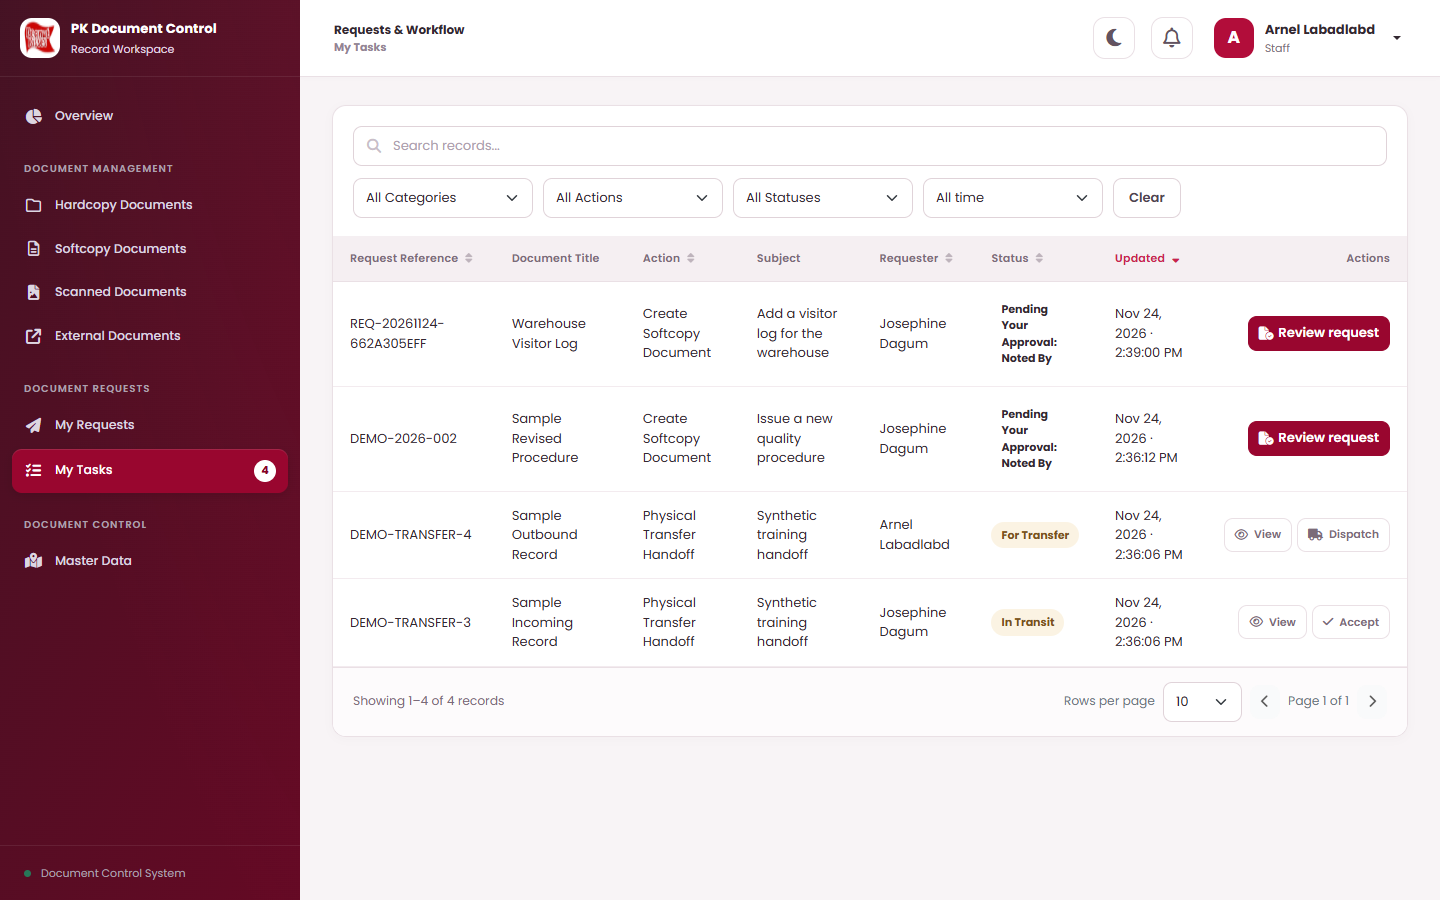 PK Document Control
Record Workspace
Overview
DOCUMENT MANAGEMENT
Hardcopy Documents
Softcopy Documents
Scanned Documents
External Documents
DOCUMENT REQUESTS
My Requests
My Tasks 4
DOCUMENT CONTROL
Master Data
Document Control System
Requests & Workflow
My Tasks
A
Arnel Labadlabd
Staff
Search records...
All Categories All Actions All Statuses All time Clear
Request Reference Document Title Action Subject Requester Status Updated Actions
REQ-20261124-
662A305EFF
Warehouse
Visitor Log
Create
Softcopy
Document
Add a visitor
log for the
warehouse
Josephine
Dagum
Pending
Your
Approval:
Noted By
Nov 24,
2026 ·
2:39:00 PM
Review request
DEMO-2026-002
Sample
Revised
Procedure
Create
Softcopy
Document
Issue a new
quality
procedure
Josephine
Dagum
Pending
Your
Approval:
Noted By
Nov 24,
2026 ·
2:36:12 PM
Review request
DEMO-TRANSFER-4
Sample
Outbound
Record
Physical
Transfer
Handoff
Synthetic
training
handoff
Arnel
Labadlabd
For Transfer
Nov 24,
2026 ·
2:36:06 PM
View Dispatch
DEMO-TRANSFER-3
Sample
Incoming
Record
Physical
Transfer
Handoff
Synthetic
training
handoff
Josephine
Dagum
In Transit
Nov 24,
2026 ·
2:36:06 PM
View Accept
Showing 1–4 of 4 records
Rows per page 10 Page 1 of 1